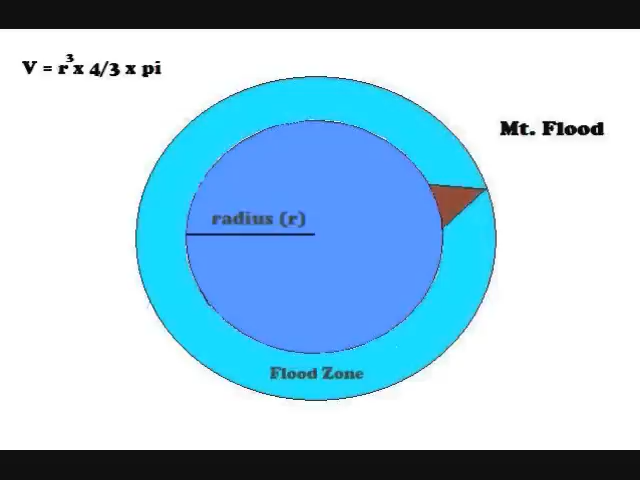 V = r³ x 4/3 x pi
Mt. Flood
radius (r)
Flood Zone